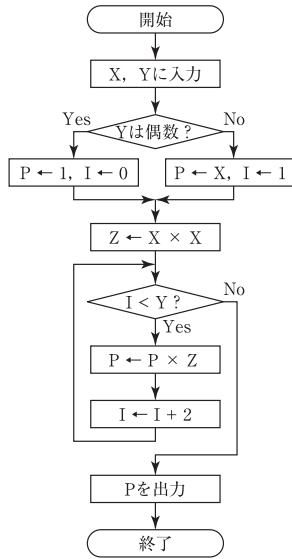 開始
X, Yに入力
Yは偶数?
Yes
No
P ← 1, I ← 0
P ← X, I ← 1
Z ← X × X
I < Y ?
No
Yes
P ← P × Z
I ← I + 2
Pを出力
終了